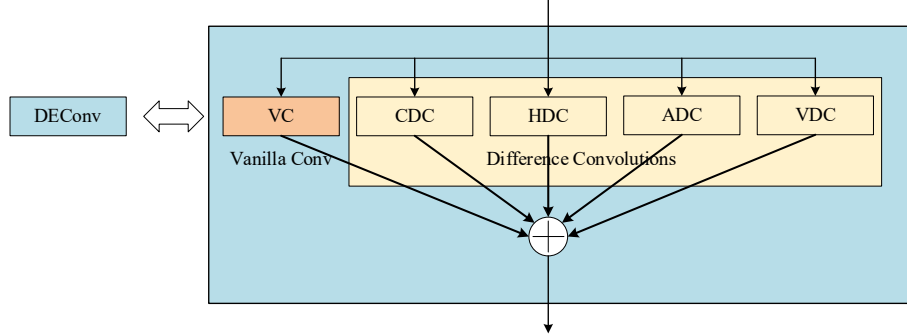 DEConv
VC
CDC
HDC
ADC
VDC
Vanilla Conv
Difference Convolutions